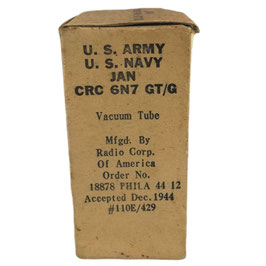 U. S. ARMY
U. S. NAVY
JAN
CRC 6N7 GT/G
Vacuum Tube
Mfgd. By
Radio Corp.
Of America
Order No.
18878 PHILA 44 12
Accepted Dec. 1944
#110E/429